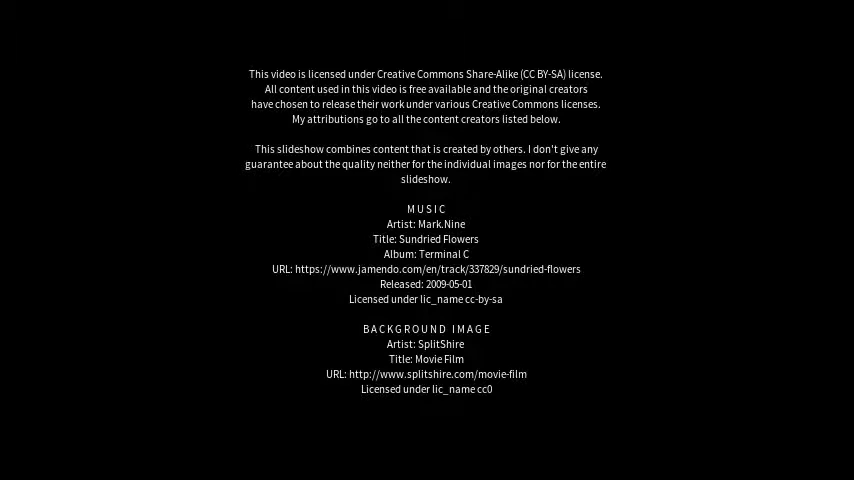 This video is licensed under Creative Commons Share-Alike (CC BY-SA) license.
All content used in this video is free available and the original creators
have chosen to release their work under various Creative Commons licenses.
My attributions go to all the content creators listed below.
This slideshow combines content that is created by others. I don't give any
guarantee about the quality neither for the individual images nor for the entire
slideshow.
MUSIC
Artist: Mark.Nine
Title: Sundried Flowers
Album: Terminal C
URL: https://www.jamendo.com/en/track/337829/sundried-flowers
Released: 2009-05-01
Licensed under lic_name cc-by-sa
BACKGROUND IMAGE
Artist: SplitShire
Title: Movie Film
URL: http://www.splitshire.com/movie-film
Licensed under lic_name cc0